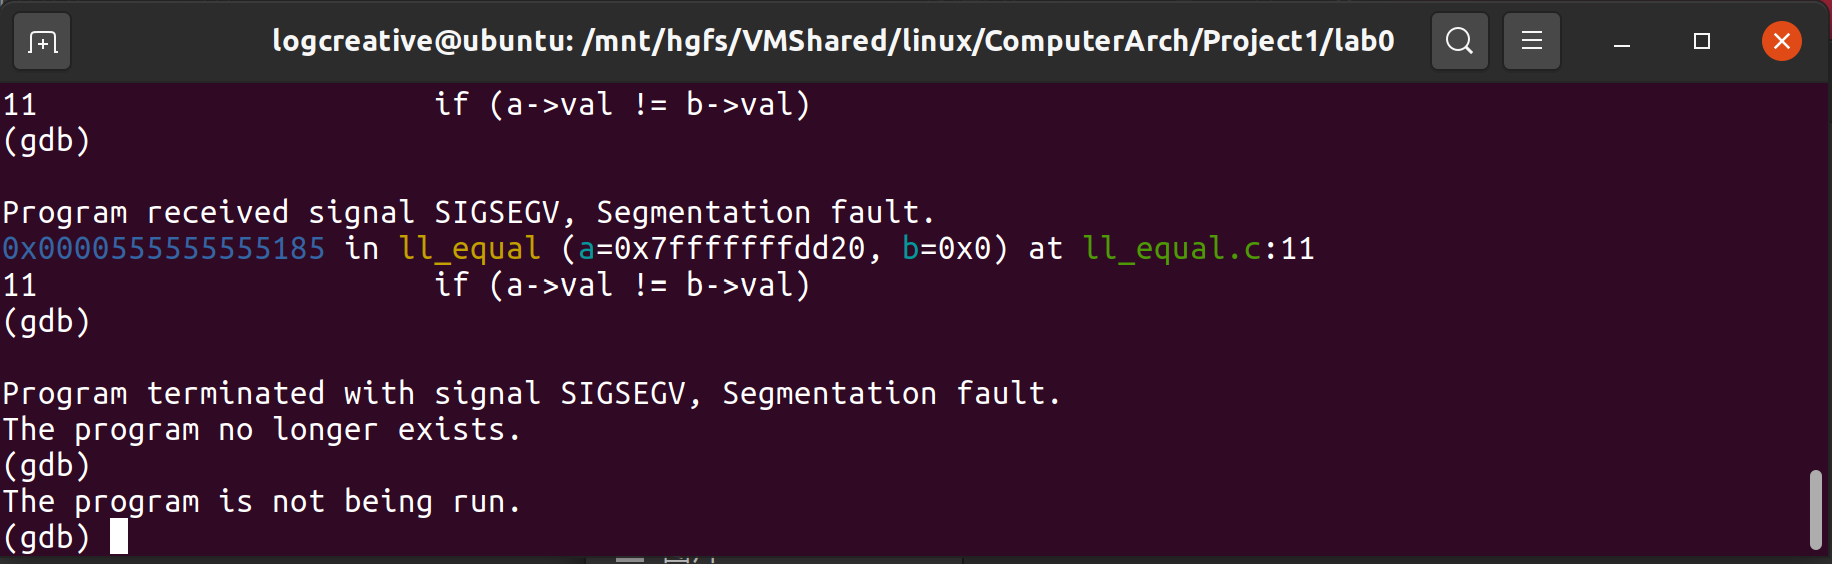 logcreative@ubuntu: /mnt/hgfs/VMShared/linux/ComputerArch/Project1/lab0
11                      if (a->val != b->val)
(gdb)
Program received signal SIGSEGV, Segmentation fault.
0x0000555555555185 in ll_equal (a=0x7fffffffdd20, b=0x0) at ll_equal.c:11
11                      if (a->val != b->val)
(gdb)
Program terminated with signal SIGSEGV, Segmentation fault.
The program no longer exists.
(gdb)
The program is not being run.
(gdb)